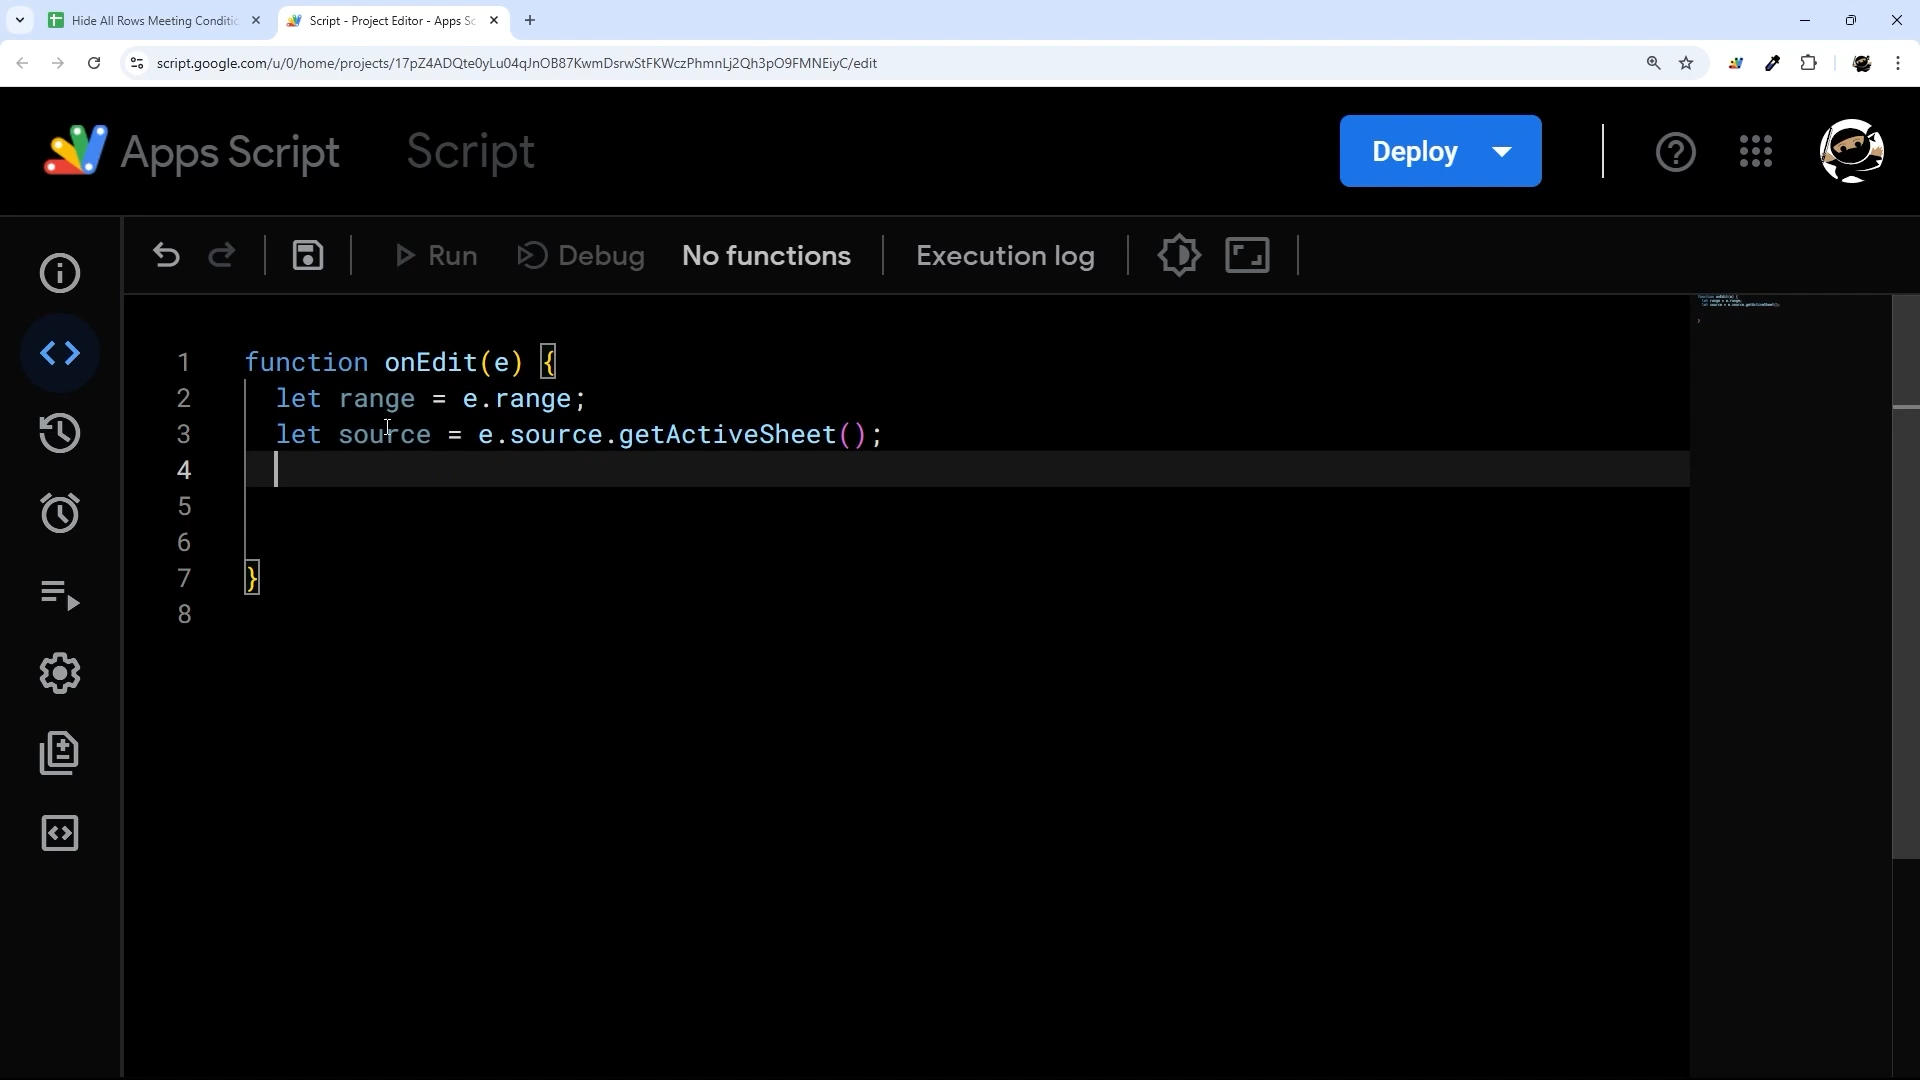 Hide All Rows Meeting Conditic
Script - Project Editor - Apps Sc
script.google.com/u/0/home/projects/17pZ4ADQte0yLu04qJnOB87KwmDsrwStFKWczPhmnLj2Qh3pO9FMNEiyC/edit
Apps Script Script Deploy
Run Debug No functions Execution log
1 function onEdit(e) {
2 let range = e.range;
3 let source = e.source.getActiveSheet();
4
5
6
7 }
8